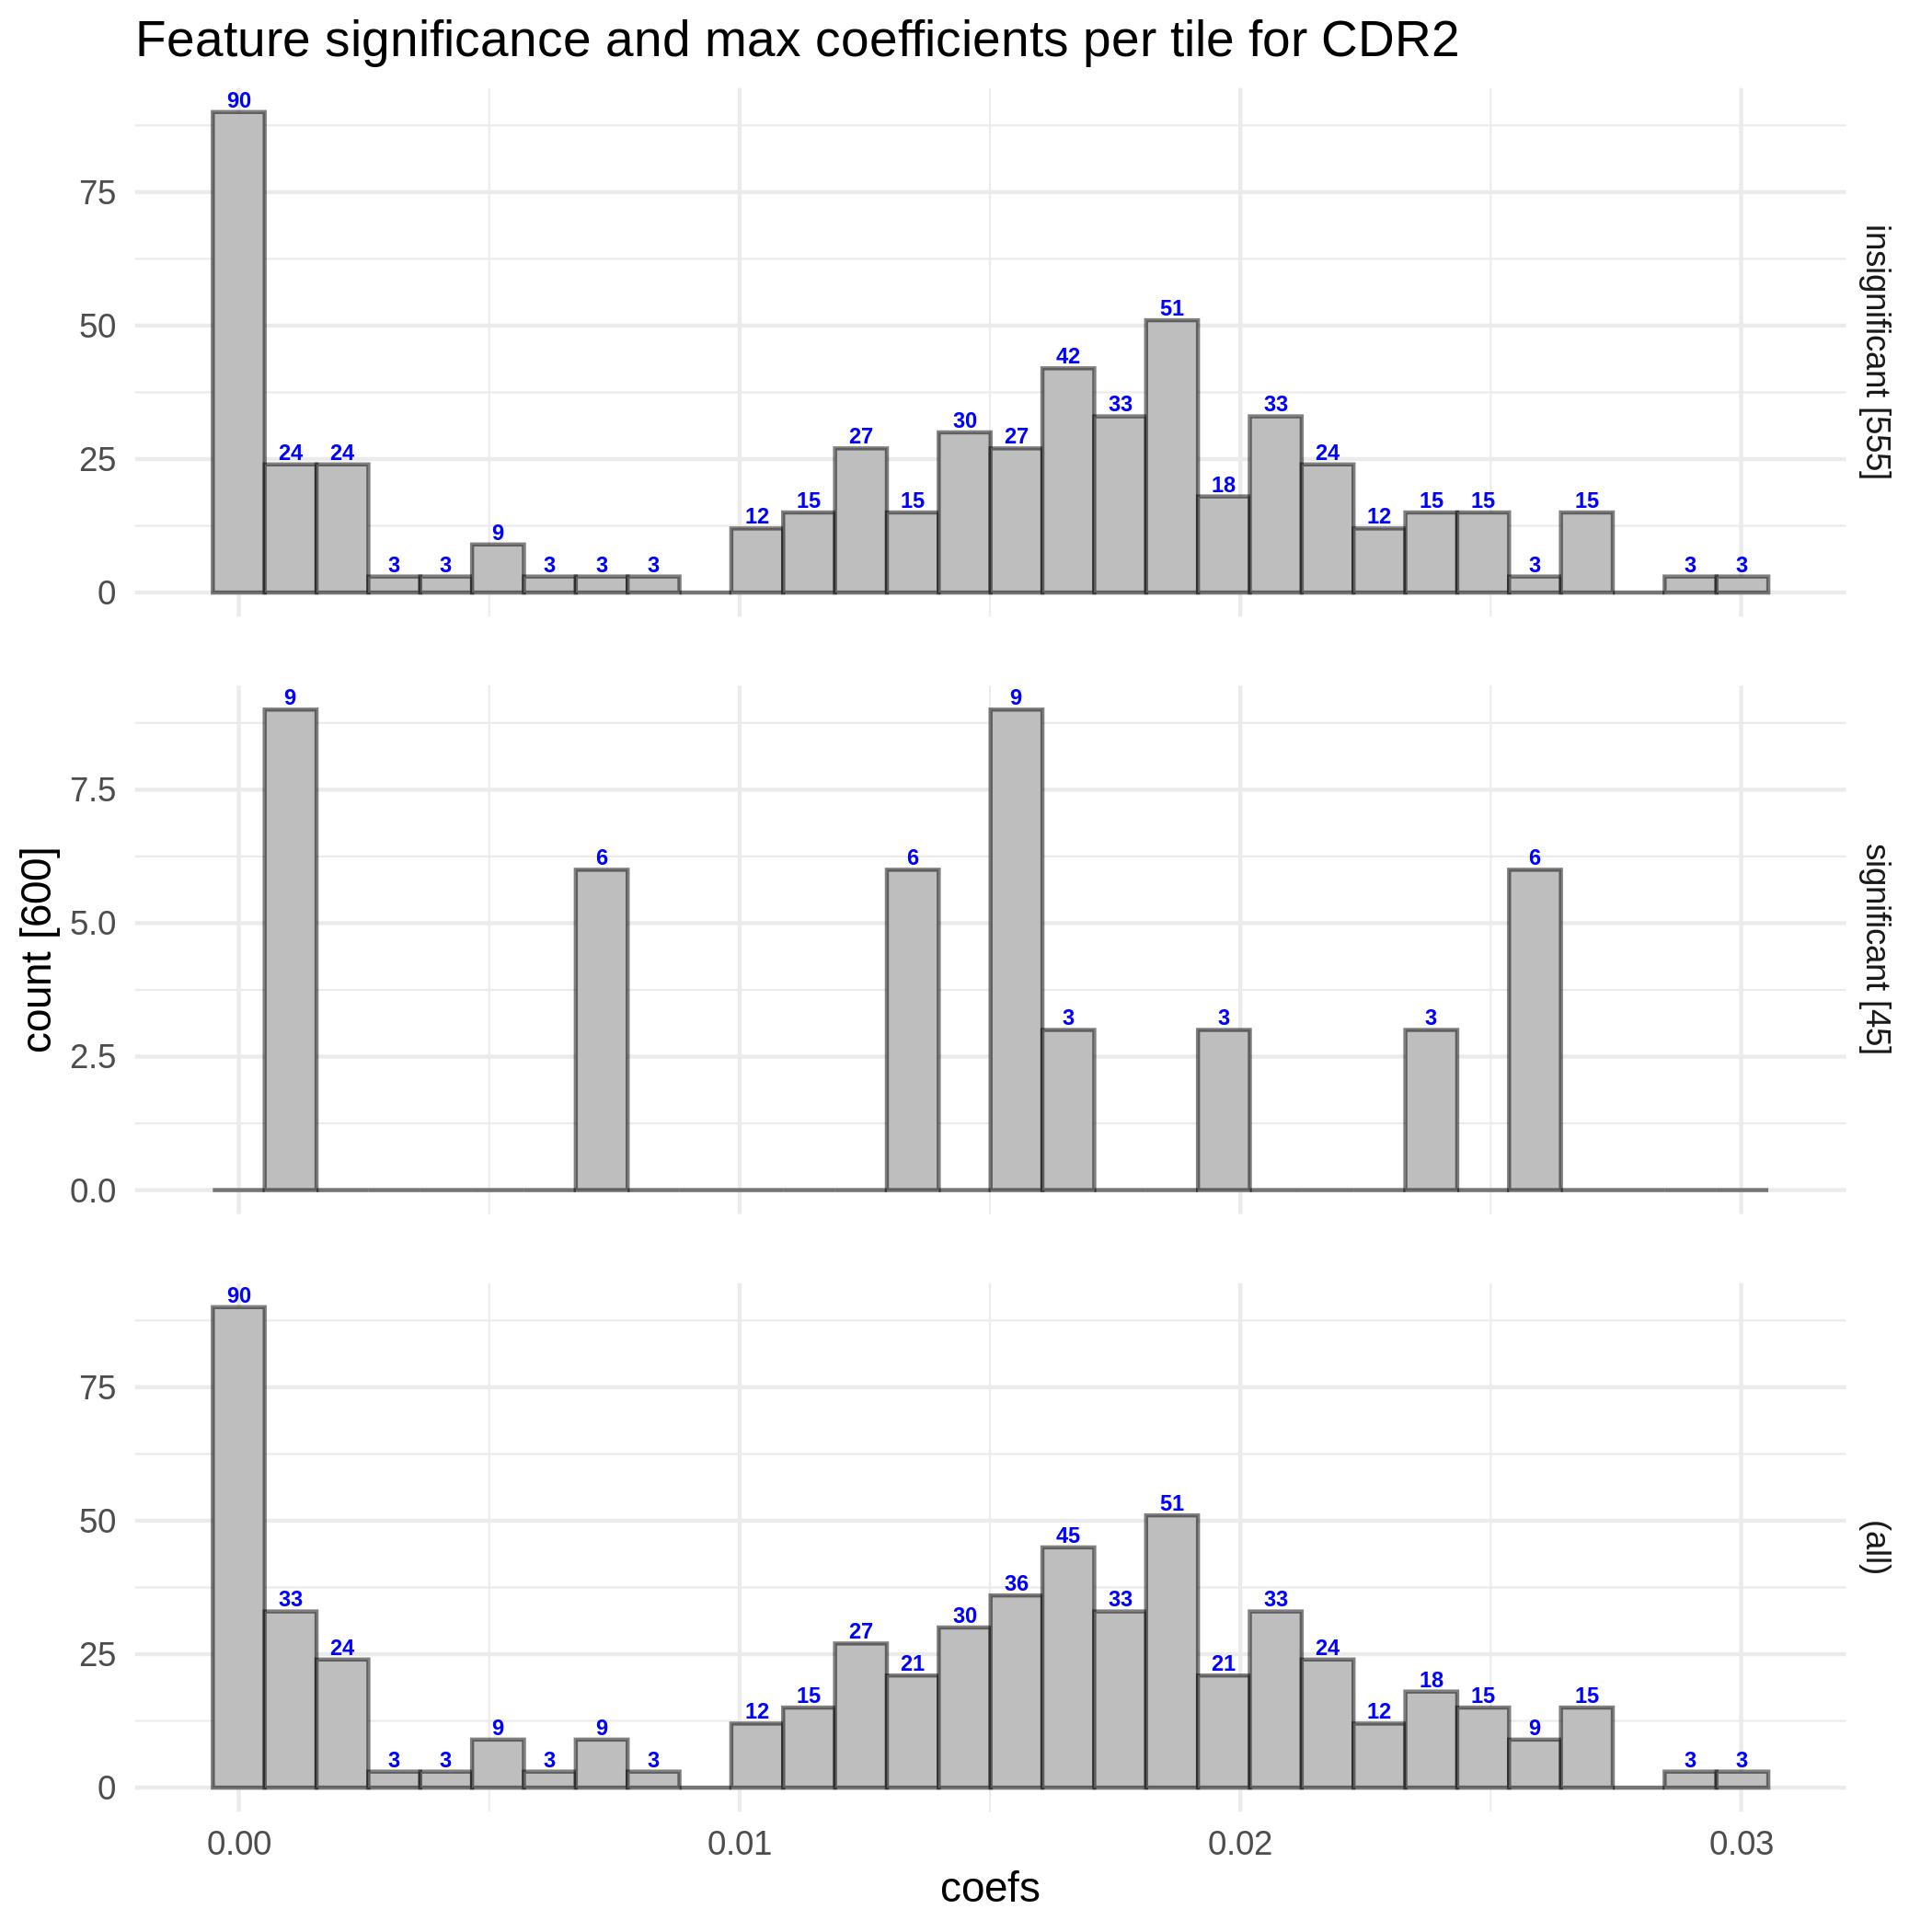 Feature significance and max coefficients per tile for CDR2
90
75
50
25
0
24 24
3 3 9 3 3 3
12 15 27 15 30 27 42 33 51 18 33 24 12 15 15 3 15 3 3
insignificant [555]
count [600]
7.5
5.0
2.5
0.0
9 6 6 9 3 3 3 6
significant [45]
90
75
50
25
0
33 24 3 3 9 3 9 3
12 15 27 21 30 36 45 33 51 21 33 24 12 18 15 9 15 3 3
(all)
0.00 0.01 0.02 0.03
coefs